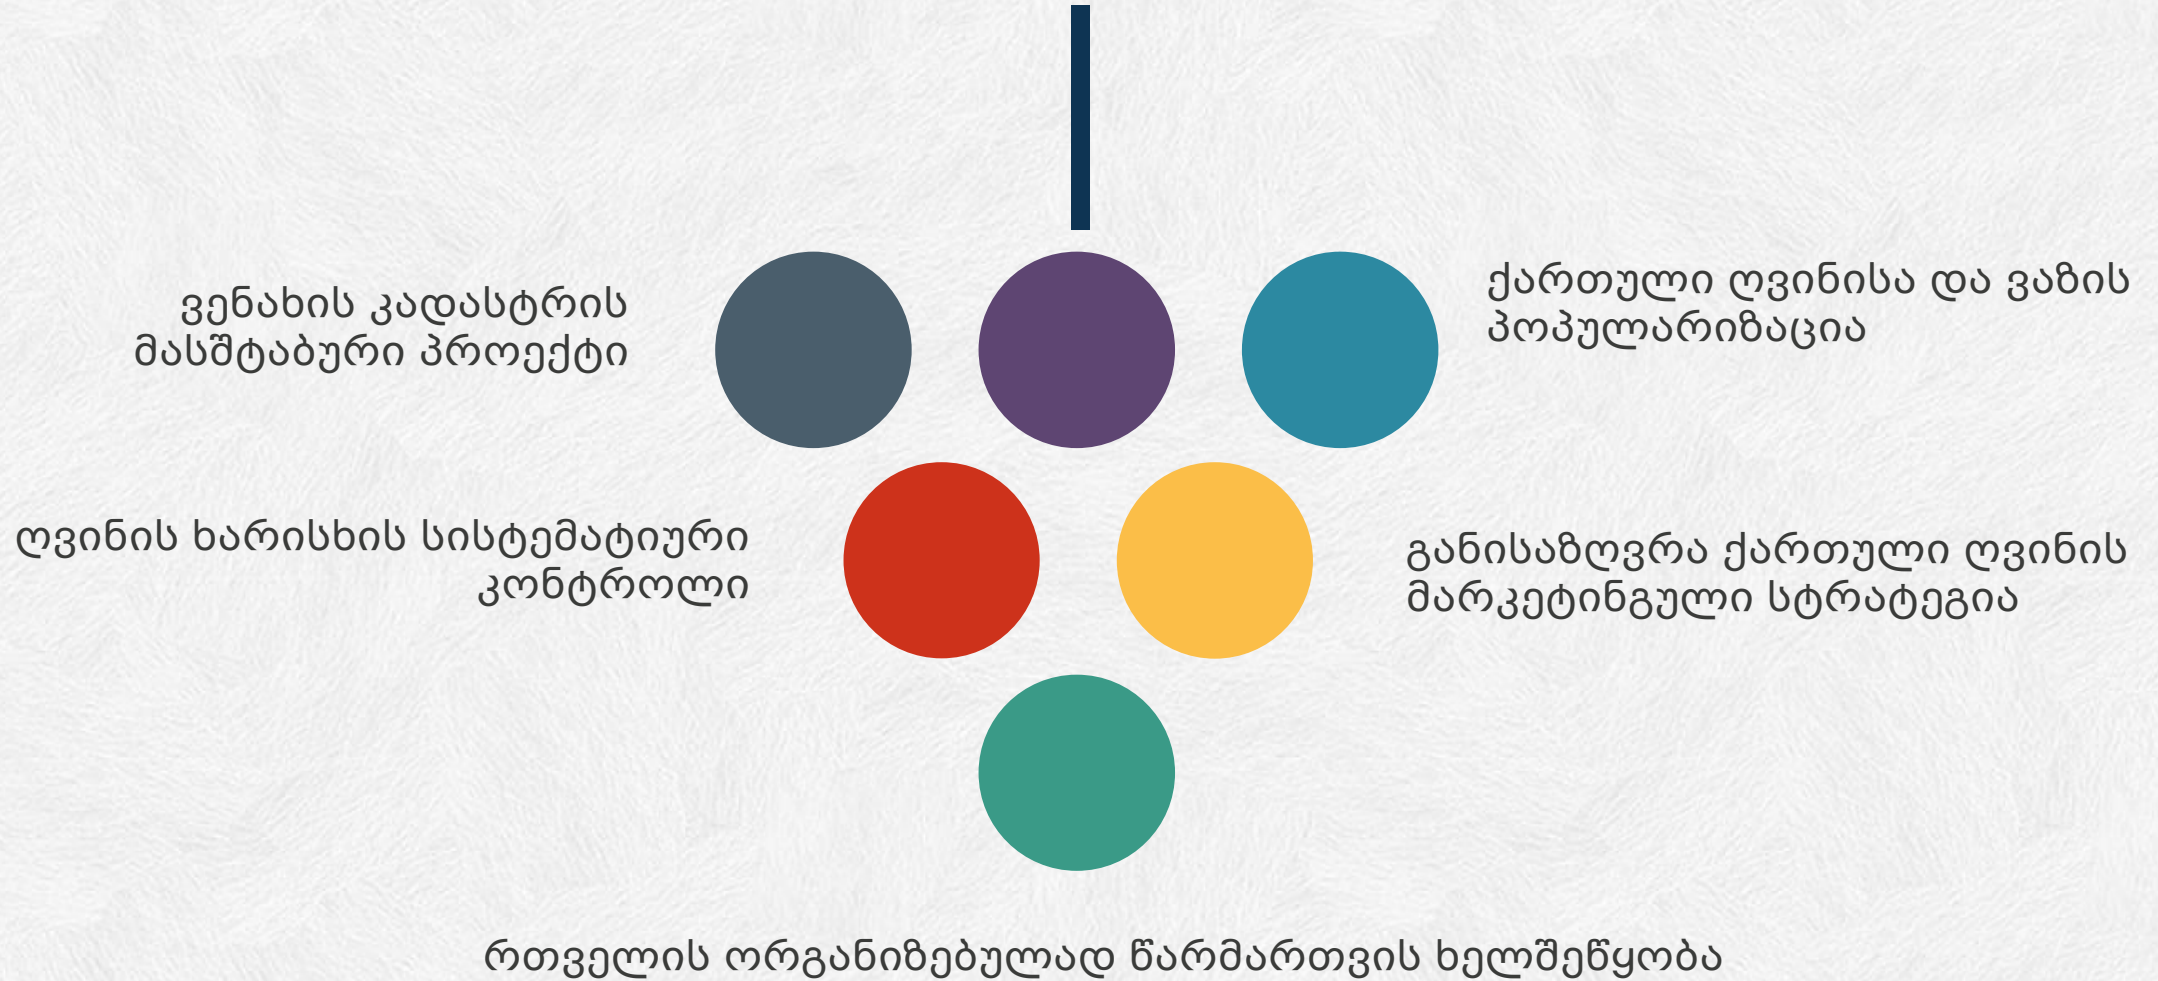 ვენახის კადასტრის
მასშტაბური პროექტი
ქართული ღვინისა და ვაზის
პოპულარიზაცია
ღვინის ხარისხის სისტემატიური
კონტროლი
განისაზღვრა ქართული ღვინის
მარკეტინგული სტრატეგია
რთველის ორგანიზებულად წარმართვის ხელშეწყობა